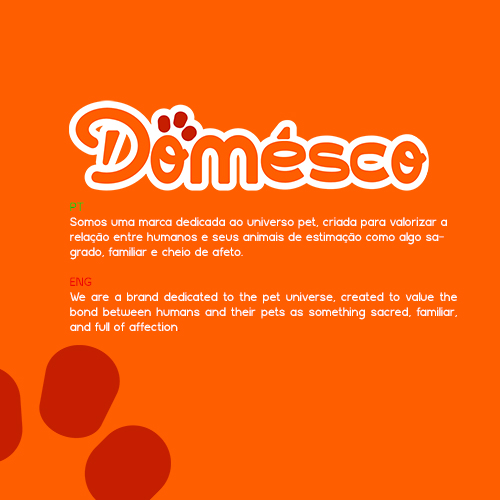 Domésco
PT
Somos uma marca dedicada ao universo pet, criada para valorizar a
relação entre humanos e seus animais de estimação como algo sa-
grado, familiar e cheio de afeto.
ENG
We are a brand dedicated to the pet universe, created to value the
bond between humans and their pets as something sacred, familiar,
and full of affection